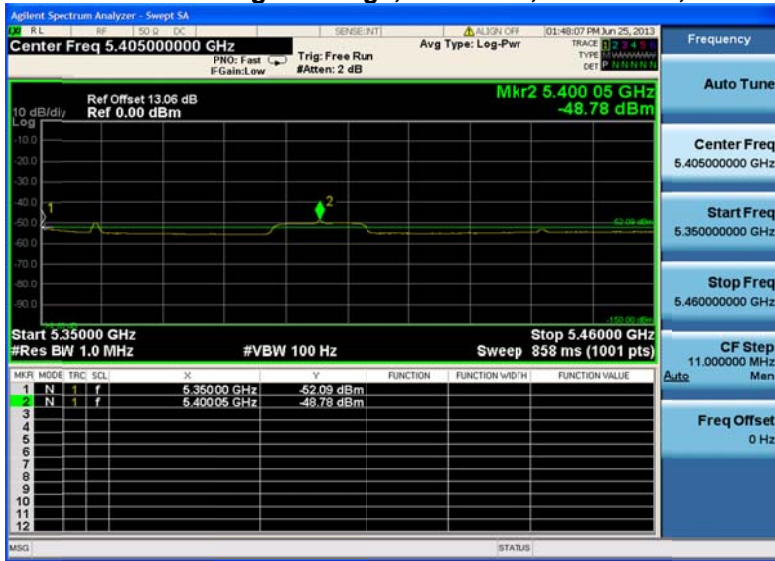 Agilent Spectrum Analyzer - Swept SA
RL RF 50 Ω DC SENSE:INT ALIGN OFF 01:48:07 PM Jun 25, 2013
Center Freq 5.405000000 GHz
PNO: Fast
IFGain:Low
Trig: Free Run
#Atten: 2 dB
Avg Type: Log-Pwr
TRACE 1 2 3 4 5 6
TYPE
DET P N N N N N
Frequency
Auto Tune
Center Freq
5.405000000 GHz
Start Freq
5.350000000 GHz
Stop Freq
5.460000000 GHz
CF Step
11.000000 MHz
Auto Man
Freq Offset
0 Hz
Mkr2 5.400 05 GHz
-48.78 dBm
Ref Offset 13.06 dB
10 dB/div Ref 0.00 dBm
Log
-10.0
-20.0
-30.0
-40.0
-50.0
-60.0
-70.0
-80.0
-90.0
1
2
-52.09 dBm
-150.00 dBm
Start 5.35000 GHz Stop 5.46000 GHz
#Res BW 1.0 MHz #VBW 100 Hz Sweep 858 ms (1001 pts)
MKR MODE TRC SCL X Y FUNCTION FUNCTION WIDTH FUNCTION VALUE
1 N 1 f 5.35000 GHz -52.09 dBm
2 N 1 f 5.40005 GHz -48.78 dBm
3
4
5
6
7
8
9
10
11
12
MSG STATUS